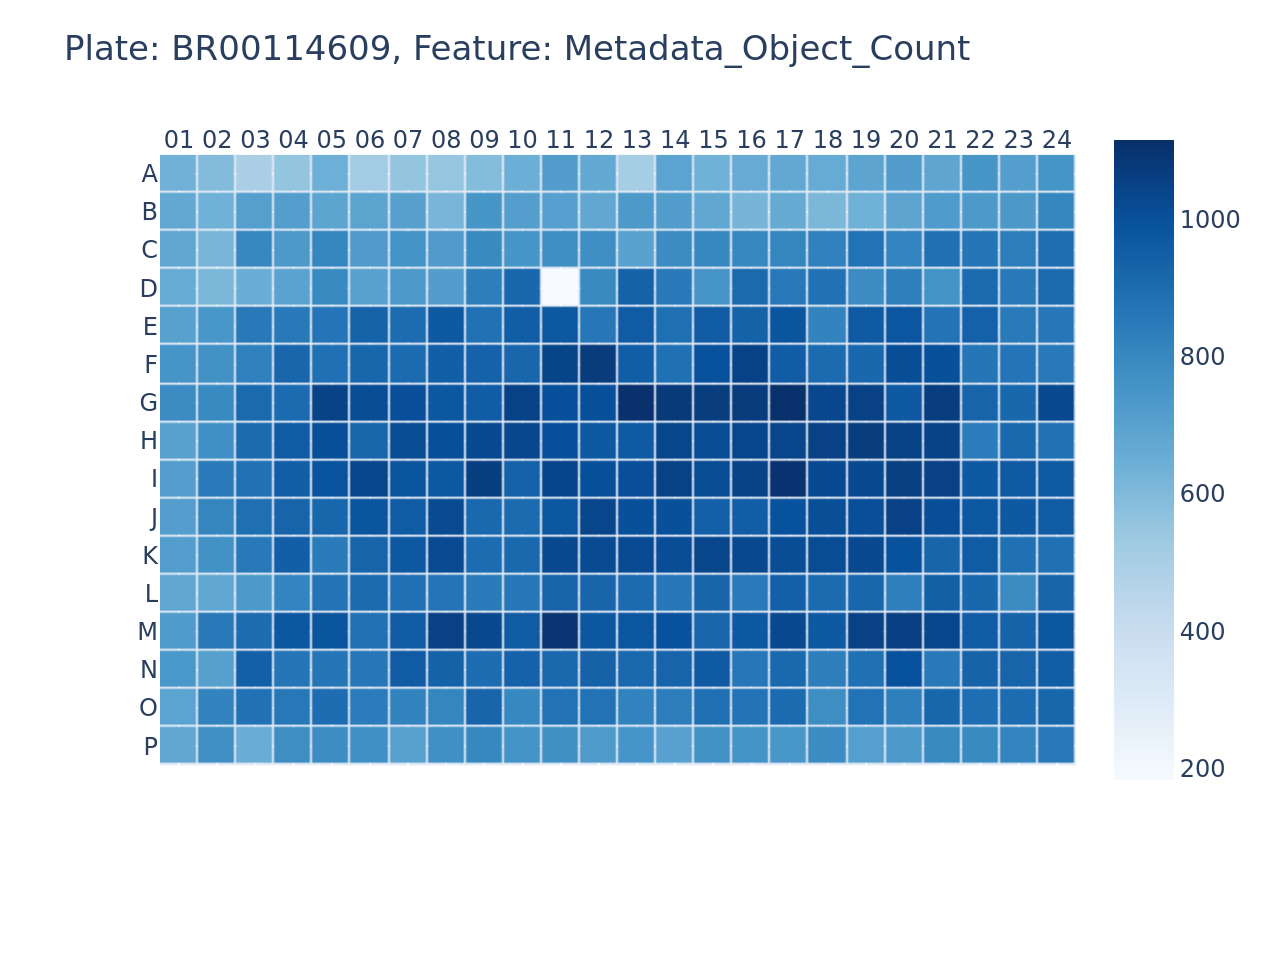 Plate: BR00114609, Feature: Metadata_Object_Count
01 02 03 04 05 06 07 08 09 10 11 12 13 14 15 16 17 18 19 20 21 22 23 24
A
B
C
D
E
F
G
H
I
J
K
L
M
N
O
P
1000
800
600
400
200